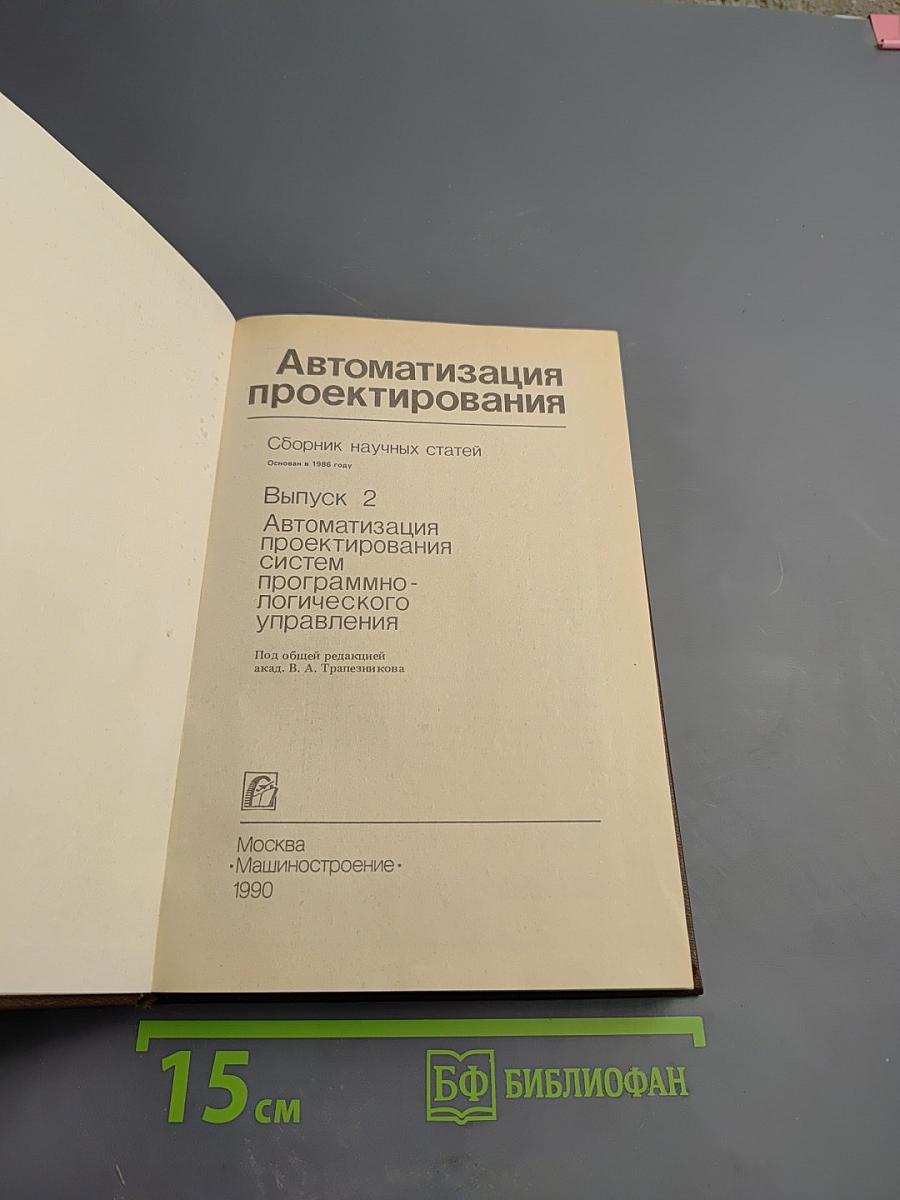 Автоматизация
проектирования
Сборник научных статей
Основан в 1986 году
Выпуск 2
Автоматизация
проектирования
систем
программно-
логического
управления
Под общей редакцией
акад. В. А. Трапезникова
Москва
·Машиностроение·
1990
15 см
БФ БИБЛИОФАН